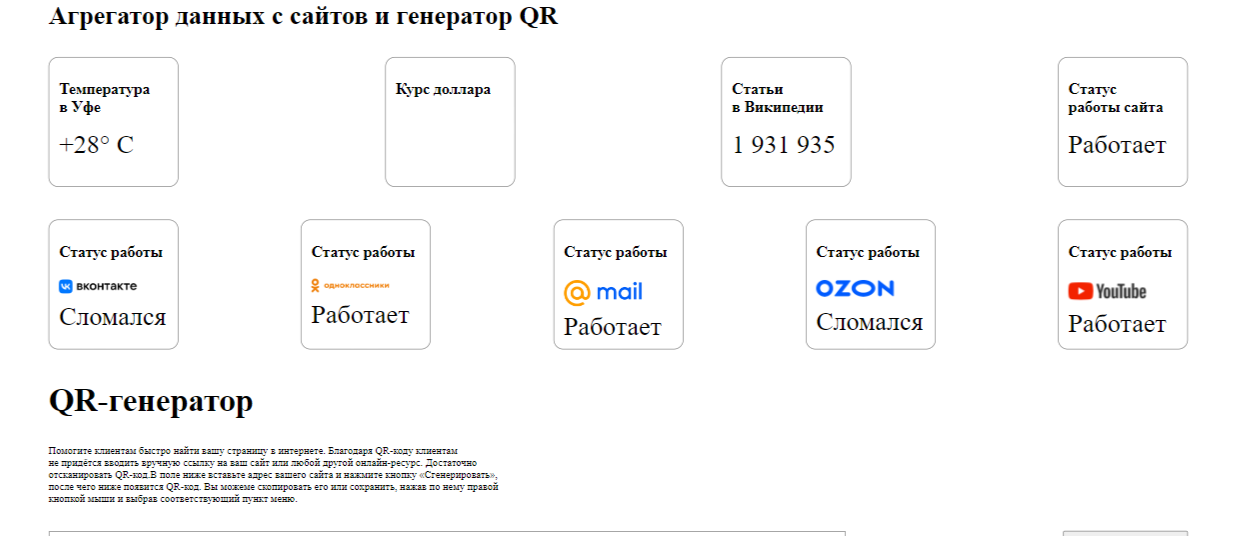 Агрегатор данных с сайтов и генератор QR
Температура
в Уфе
+28° C
Курс доллара
Статьи
в Википедии
1 931 935
Статус
работы сайта
Работает
Статус работы
вконтакте
Сломался
Статус работы
одноклассники
Работает
Статус работы
@mail
Работает
Статус работы
OZON
Сломался
Статус работы
YouTube
Работает
QR-генератор
Помогите клиентам быстро найти вашу страницу в интернете. Благодаря QR-коду клиентам
не придётся вводить вручную ссылку на ваш сайт или любой другой онлайн-ресурс. Достаточно
отсканировать QR-код.В поле ниже вставьте адрес вашего сайта и нажмите кнопку «Сгенерировать»,
после чего ниже появится QR-код. Вы можеме скопировать его или сохранить, нажав по нему правой
кнопкой мыши и выбрав соответствующий пункт меню.